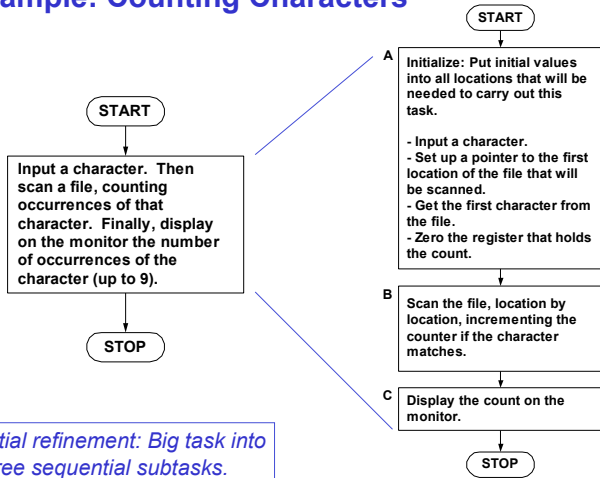 ample: Counting Characters
START
Input a character. Then
scan a file, counting
occurrences of that
character. Finally, display
on the monitor the number
of occurrences of the
character (up to 9).
STOP
tial refinement: Big task into
ree sequential subtasks.
START
A
Initialize: Put initial values
into all locations that will be
needed to carry out this
task.
- Input a character.
- Set up a pointer to the first
location of the file that will
be scanned.
- Get the first character from
the file.
- Zero the register that holds
the count.
B
Scan the file, location by
location, incrementing the
counter if the character
matches.
C
Display the count on the
monitor.
STOP